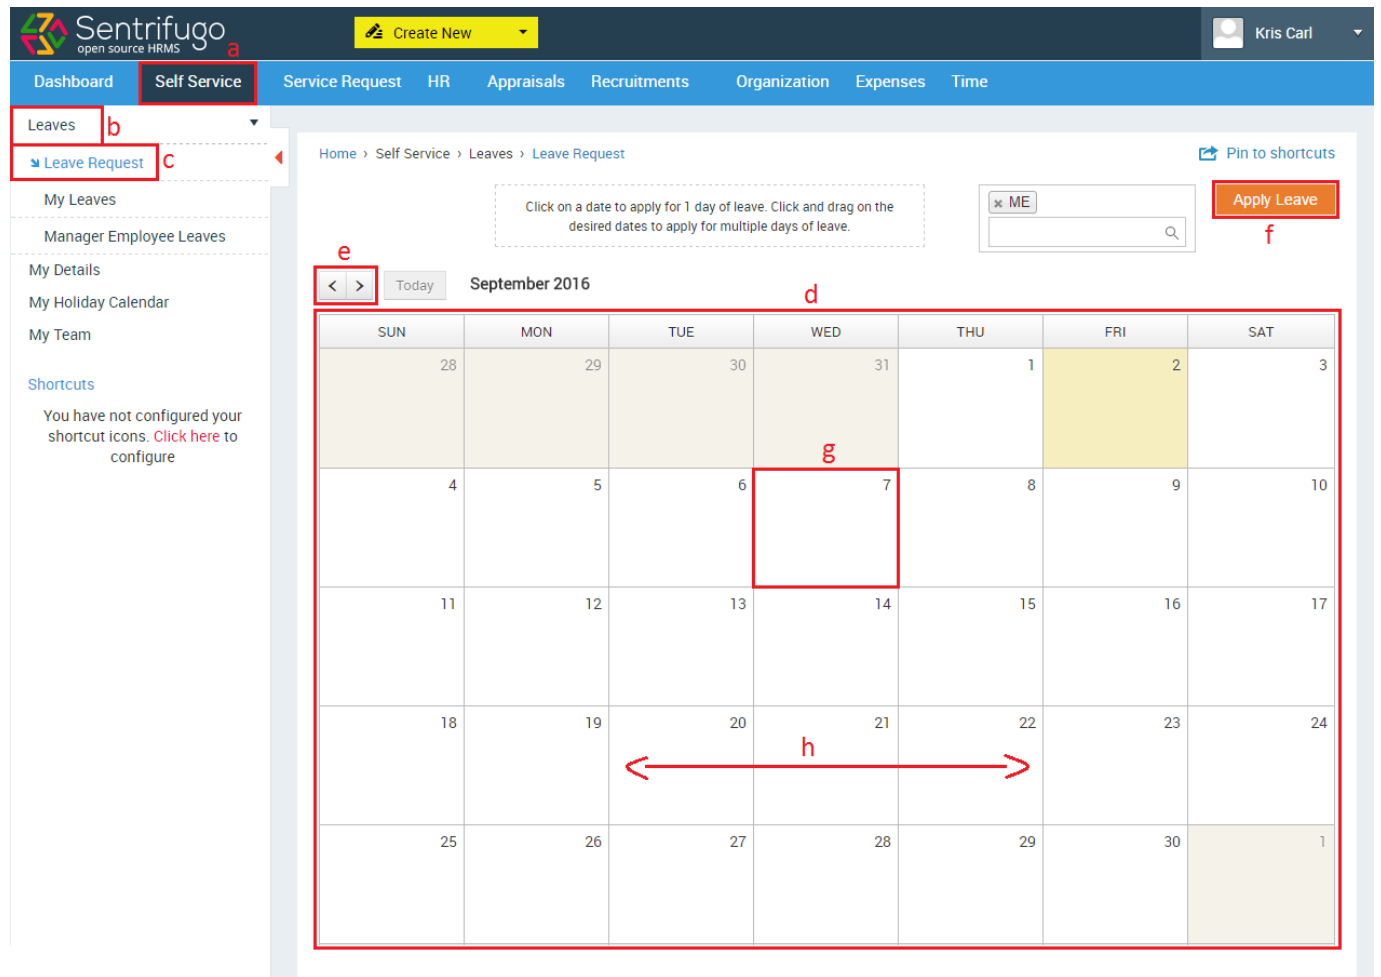 Sentrifugo
open source HRMS
a
Create New
Kris Carl
Dashboard Self Service Service Request HR Appraisals Recruitments Organization Expenses Time
Leaves
b
Leave Request
c
My Leaves
Manager Employee Leaves
My Details
My Holiday Calendar
My Team
Shortcuts
You have not configured your
shortcut icons. Click here to
configure
Home › Self Service › Leaves › Leave Request
Pin to shortcuts
Click on a date to apply for 1 day of leave. Click and drag on the
desired dates to apply for multiple days of leave.
× ME
Apply Leave
f
e
< > Today September 2016
d
SUN MON TUE WED THU FRI SAT
28 29 30 31 1 2 3
g
4 5 6 7 8 9 10
11 12 13 14 15 16 17
18 19 20 21 22 23 24
h
25 26 27 28 29 30 1